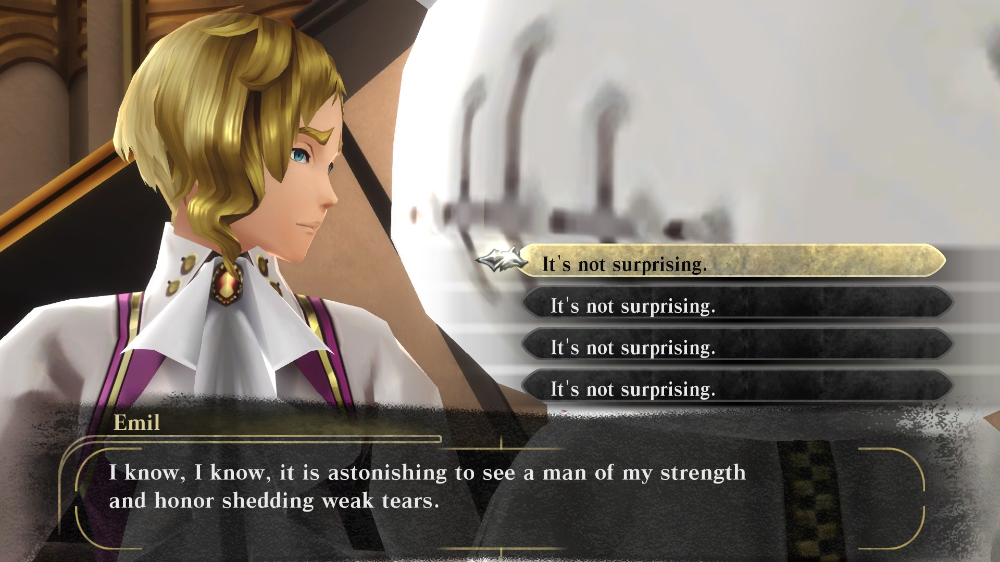 It's not surprising.
It's not surprising.
It's not surprising.
It's not surprising.
Emil
I know, I know, it is astonishing to see a man of my strength
and honor shedding weak tears.